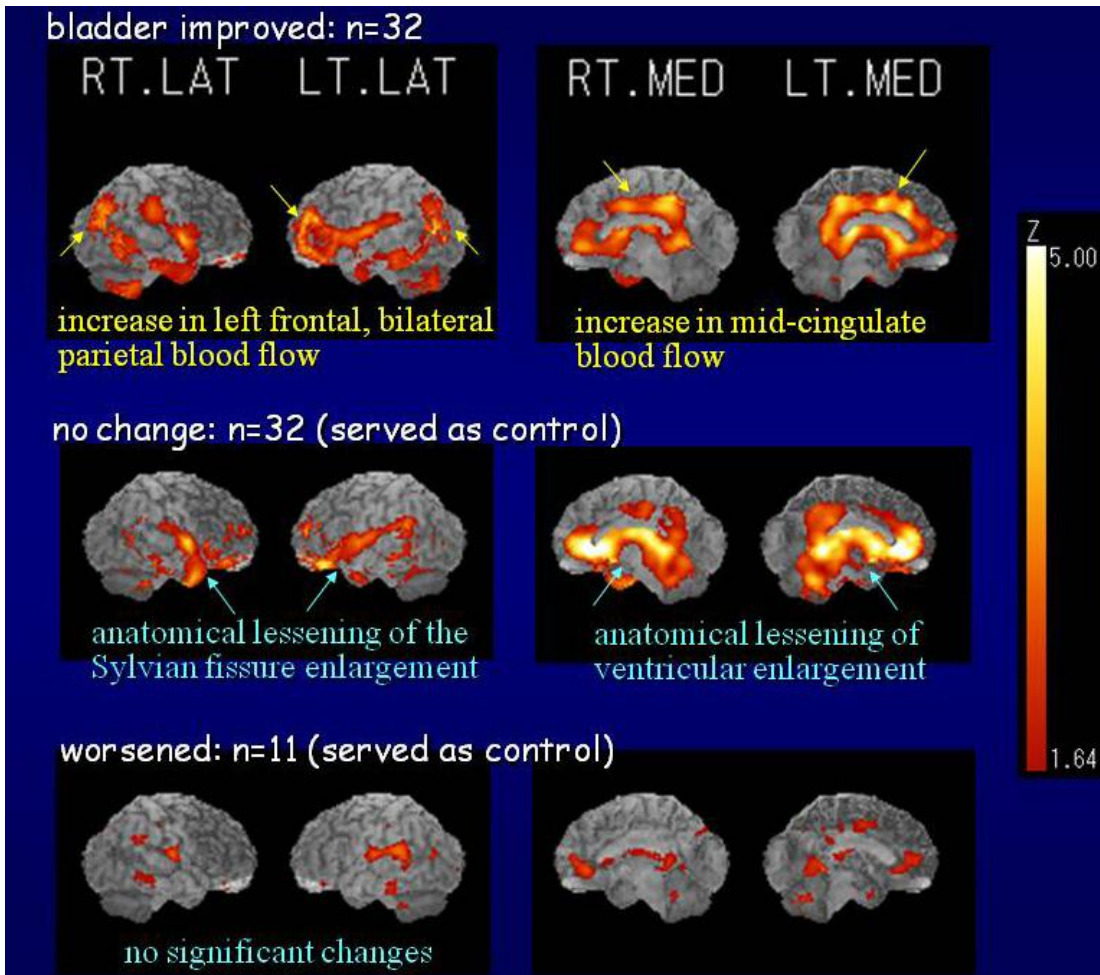 bladder improved: n=32
RT.LAT LT.LAT
RT.MED LT.MED
increase in left frontal, bilateral
parietal blood flow
increase in mid-cingulate
blood flow
Z
5.00
1.64
no change: n=32 (served as control)
anatomical lessening of the
Sylvian fissure enlargement
anatomical lessening of
ventricular enlargement
worsened: n=11 (served as control)
no significant changes